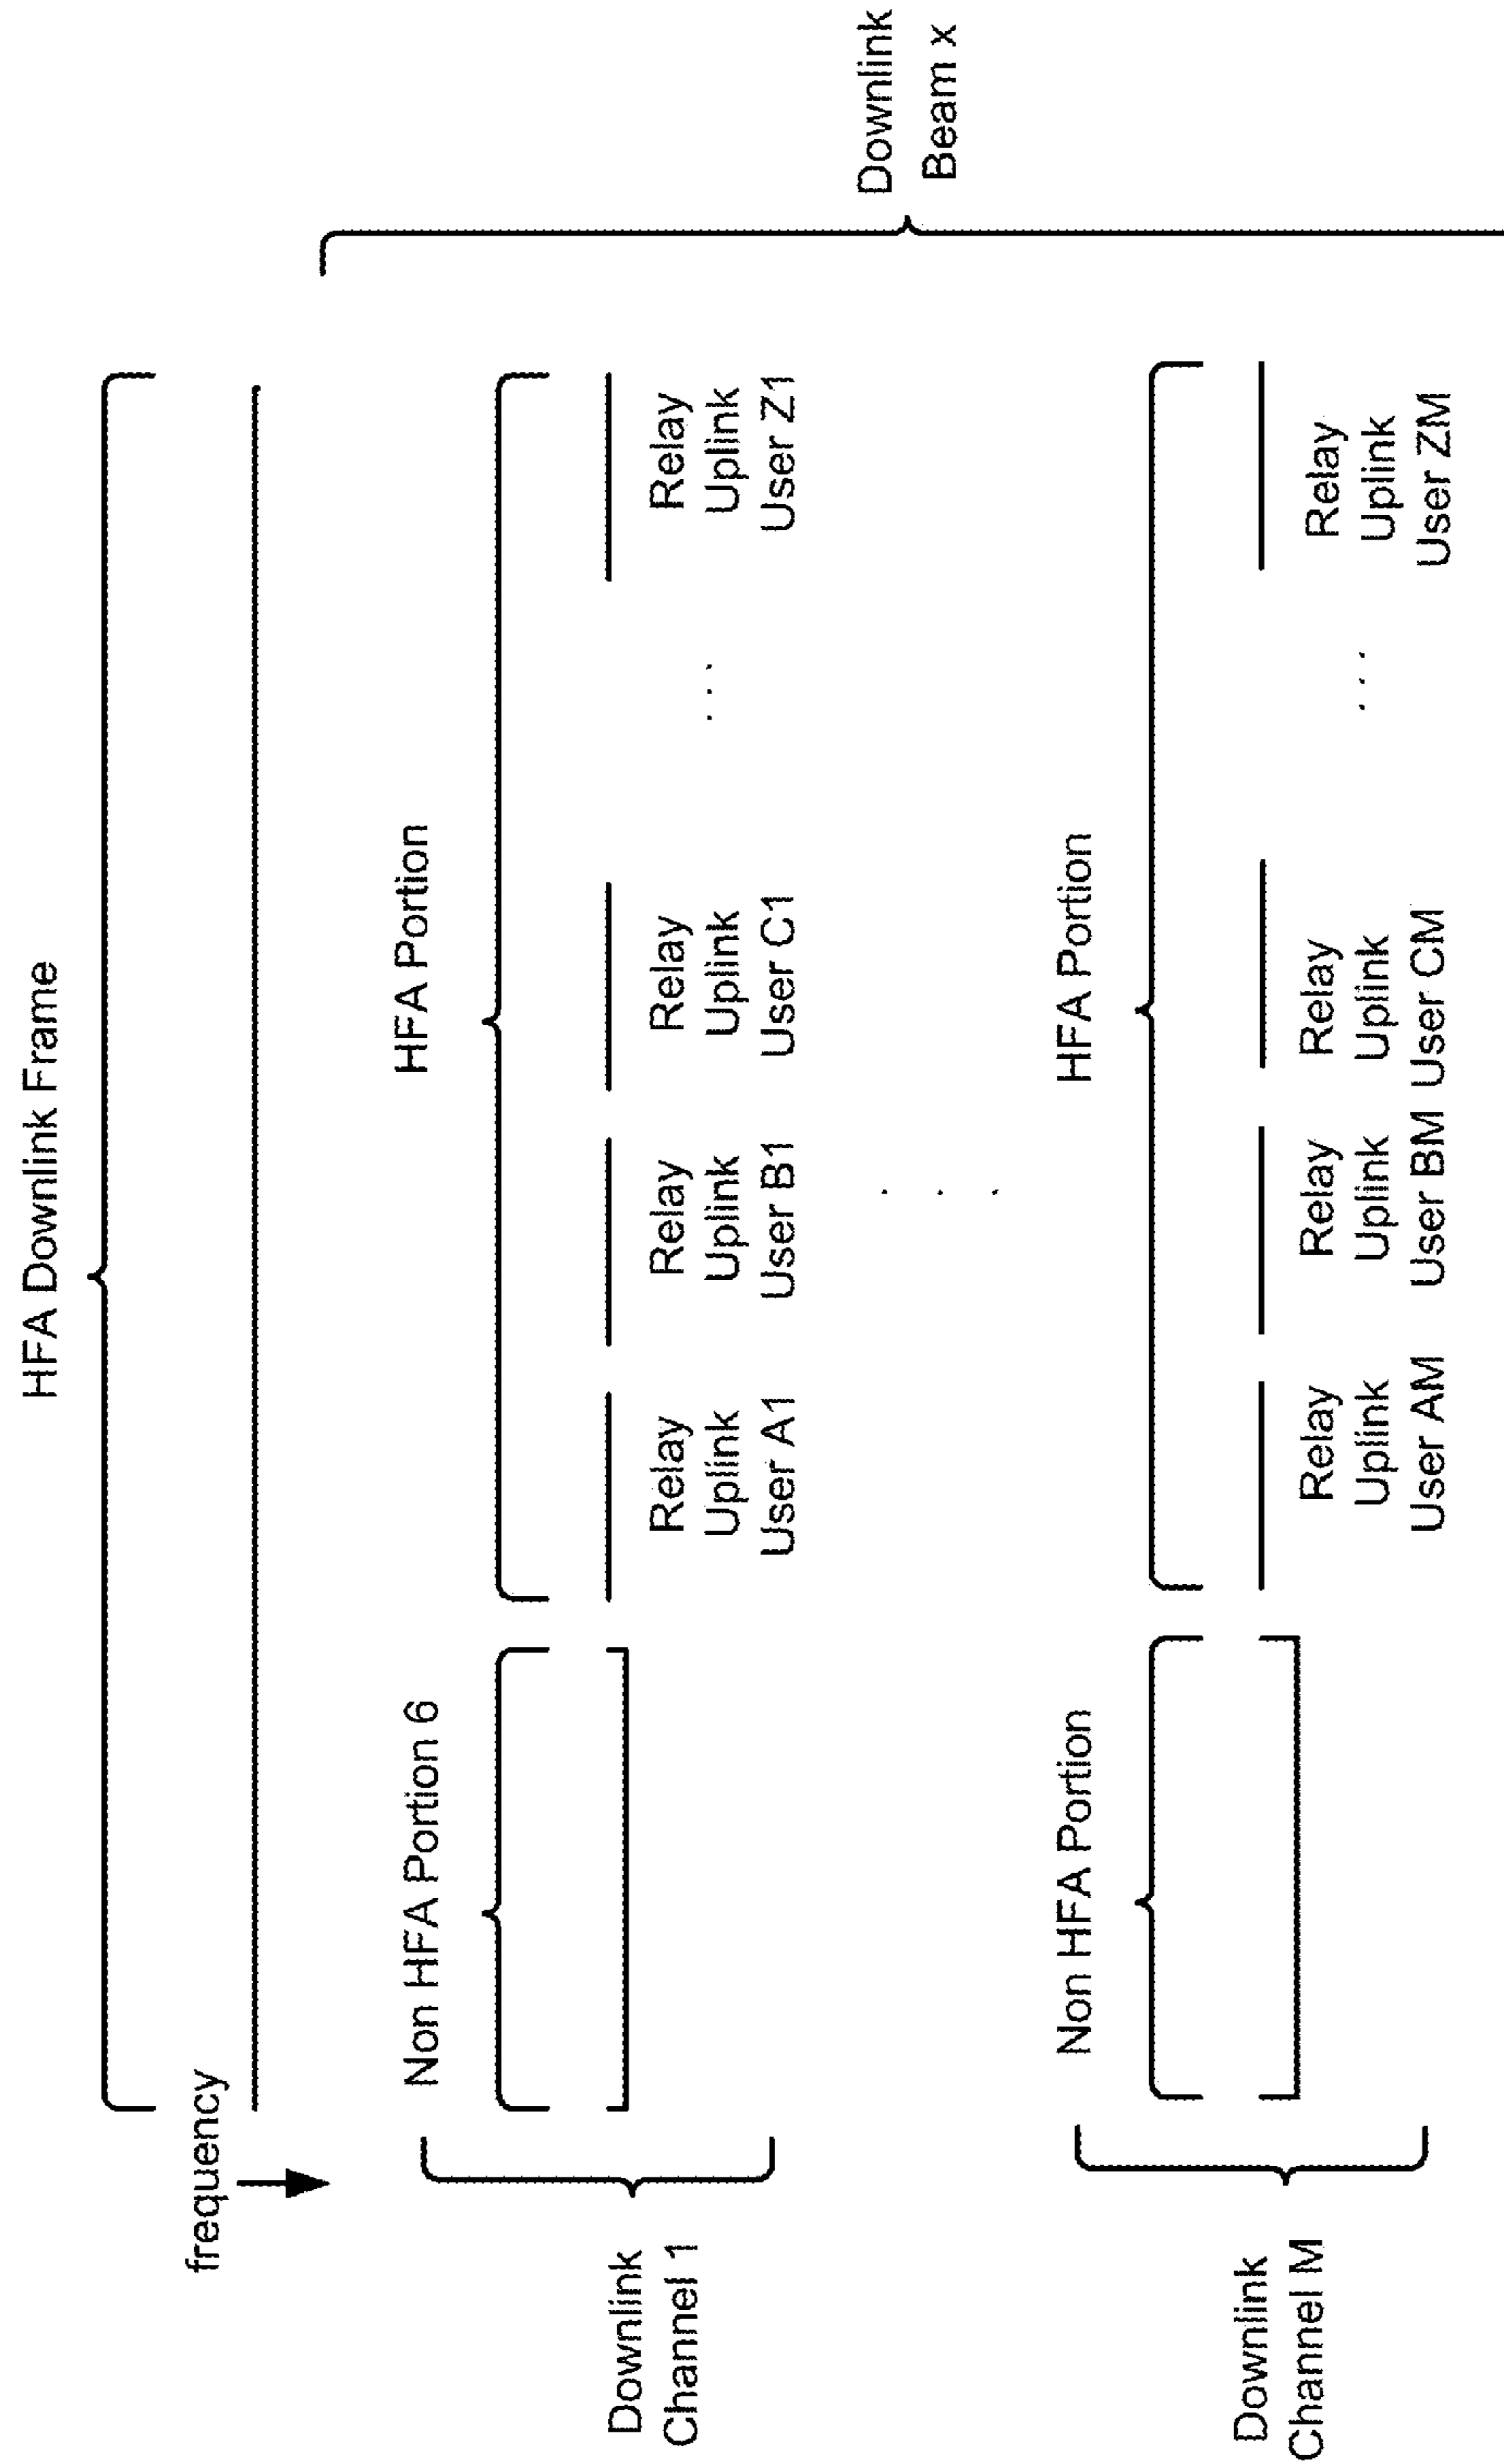 HFA Downlink Frame
frequency
Downlink
Beam x
Downlink
Channel 1
Non HFA Portion 6
HFA Portion
Relay
Uplink
User A1
Relay
Uplink
User B1
Relay
Uplink
User C1
. . .
Relay
Uplink
User Z1
. . .
Downlink
Channel M
Non HFA Portion
HFA Portion
Relay
Uplink
User AM
Relay
Uplink
User BM
Relay
Uplink
User CM
. . .
Relay
Uplink
User ZM